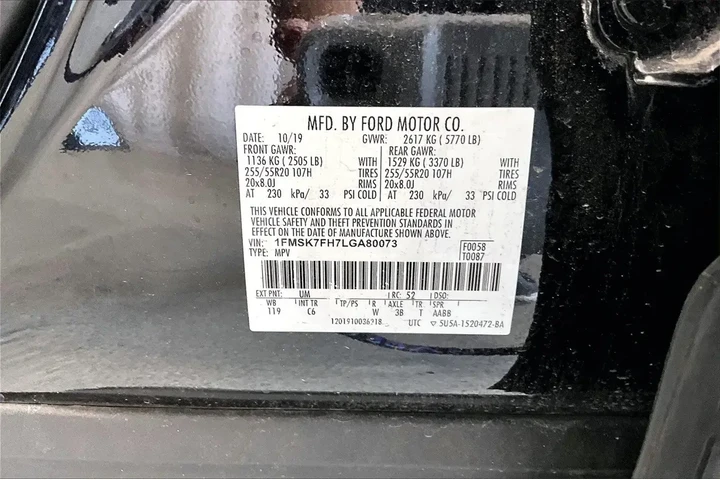 MFD. BY FORD MOTOR CO.
DATE: 10/19 GVWR: 2617 KG ( 5770 LB)
FRONT GAWR: REAR GAWR:
1136 KG ( 2505 LB) WITH 1529 KG ( 3370 LB) WITH
255/55R20 107H TIRES 255/55R20 107H TIRES
20x8.0J RIMS 20x8.0J RIMS
AT 230 kPa/ 33 PSI COLD AT 230 kPa/ 33 PSI COLD
THIS VEHICLE CONFORMS TO ALL APPLICABLE FEDERAL MOTOR
VEHICLE SAFETY AND THEFT PREVENTION STANDARDS IN
EFFECT ON THE DATE OF MANUFACTURE SHOWN ABOVE.
VIN: 1FMSK7FH7LGA80073 F0058
TYPE: MPV T0087
EXT PNT: UM RC: 52 DSO:
WB INT TR TP/PS R AXLE TR SPR
119 C6 W 3B T AABB
1201910036218 UTC ▽ 5U5A-1520472-BA